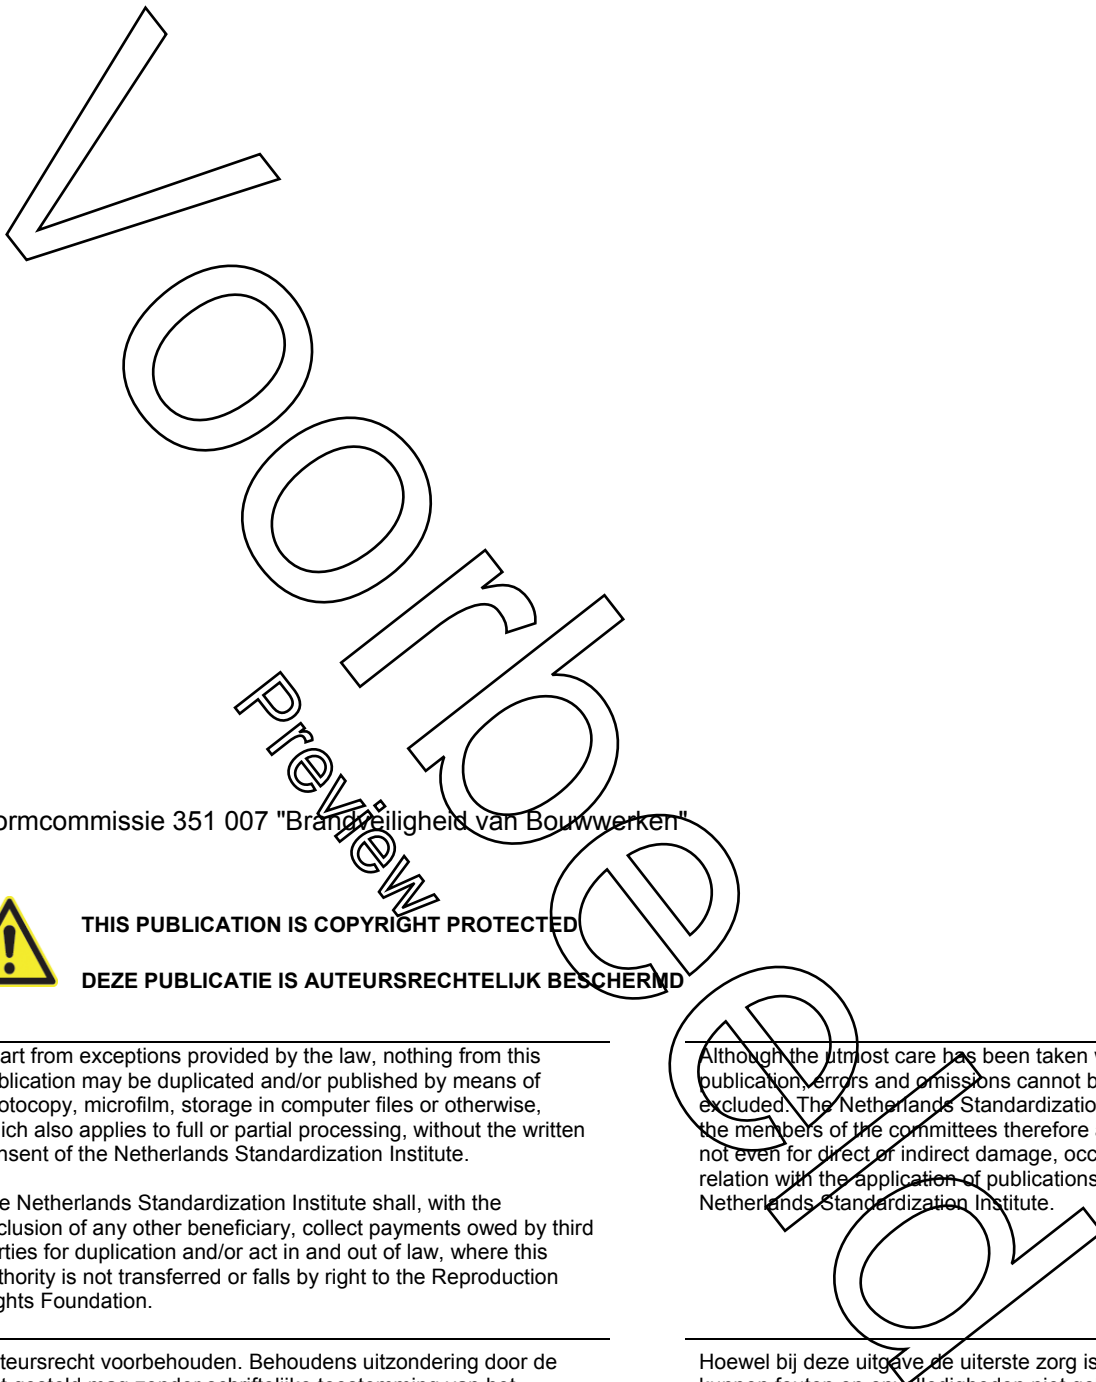 Voorbeeld
Preview
ormcommissie 351 007 "Brandveiligheid van Bouwwerken"
THIS PUBLICATION IS COPYRIGHT PROTECTED
DEZE PUBLICATIE IS AUTEURSRECHTELIJK BESCHERMD
art from exceptions provided by the law, nothing from this
blication may be duplicated and/or published by means of
otocopy, microfilm, storage in computer files or otherwise,
ich also applies to full or partial processing, without the written
nsent of the Netherlands Standardization Institute.
e Netherlands Standardization Institute shall, with the
clusion of any other beneficiary, collect payments owed by third
rties for duplication and/or act in and out of law, where this
thority is not transferred or falls by right to the Reproduction
ghts Foundation.
Although the utmost care has been taken
publication, errors and omissions cannot b
excluded. The Netherlands Standardizatio
the members of the committees therefore
not even for direct or indirect damage, occ
relation with the application of publications
Netherlands Standardization Institute.
teursrecht voorbehouden. Behoudens uitzondering door de
Hoewel bij deze uitgave de uiterste zorg is